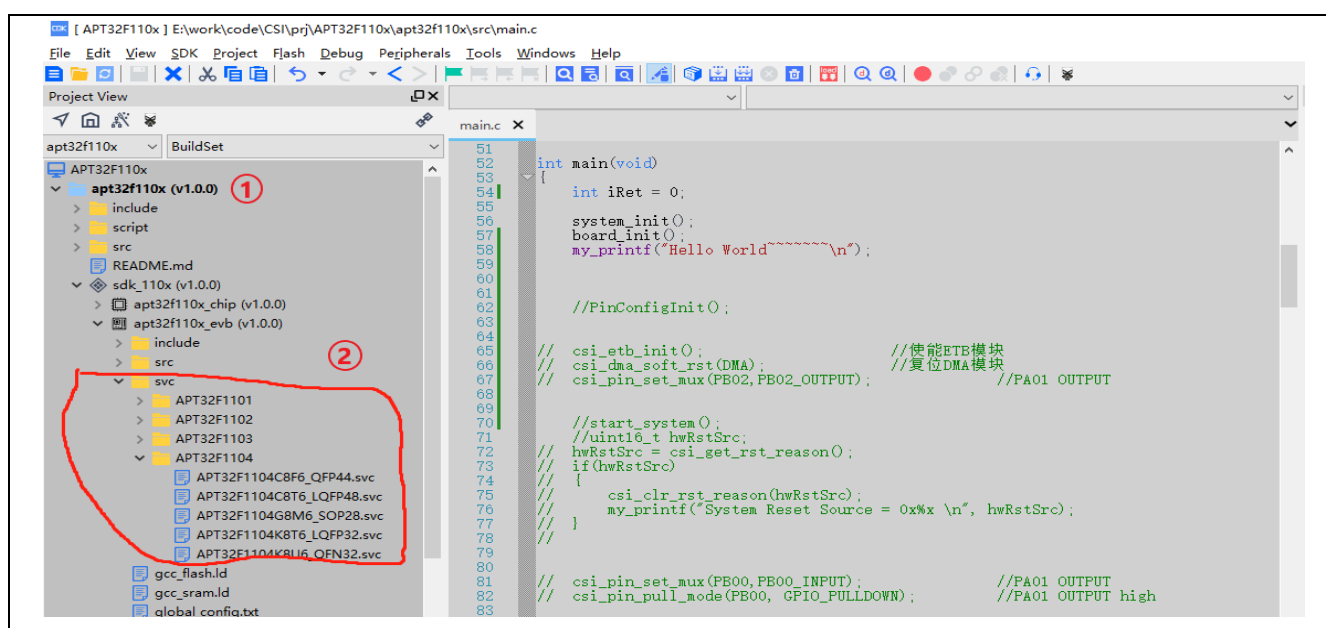 [ APT32F110x ] E:\work\code\CSI\prj\APT32F110x\apt32f110x\src\main.c
File Edit View SDK Project Flash Debug Peripherals Tools Windows Help
Project View
main.c
apt32f110x BuildSet
APT32F110x
apt32f110x (v1.0.0) ①
include
script
src
README.md
sdk_110x (v1.0.0)
apt32f110x_chip (v1.0.0)
apt32f110x_evb (v1.0.0)
include
②
src
svc
APT32F1101
APT32F1102
APT32F1103
APT32F1104
APT32F1104C8F6_QFP44.svc
APT32F1104C8T6_LQFP48.svc
APT32F1104G8M6_SOP28.svc
APT32F1104K8T6_LQFP32.svc
APT32F1104K8U6_QFN32.svc
gcc_flash.ld
gcc_sram.ld
global config.txt
51
52 int main(void)
53 {
54 int iRet = 0;
55
56 system_init();
57 board_init();
58 my_printf("Hello World~~~~~~~\n");
59
60
61
62 //PinConfigInit();
63
64
65 // csi_etb_init(); //使能ETB模块
66 // csi_dma_soft_rst(DMA); //复位DMA模块
67 // csi_pin_set_mux(PB02,PB02_OUTPUT); //PA01 OUTPUT
68
69
70 //start_system();
71 //uint16_t hwRstSrc;
72 // hwRstSrc = csi_get_rst_reason();
73 // if(hwRstSrc)
74 // {
75 // csi_clr_rst_reason(hwRstSrc);
76 // my_printf("System Reset Source = 0x%x \n", hwRstSrc);
77 // }
78 //
79
80
81 // csi_pin_set_mux(PB00,PB00_INPUT); //PA01 OUTPUT
82 // csi_pin_pull_mode(PB00, GPIO_PULLDOWN); //PA01 OUTPUT high
83